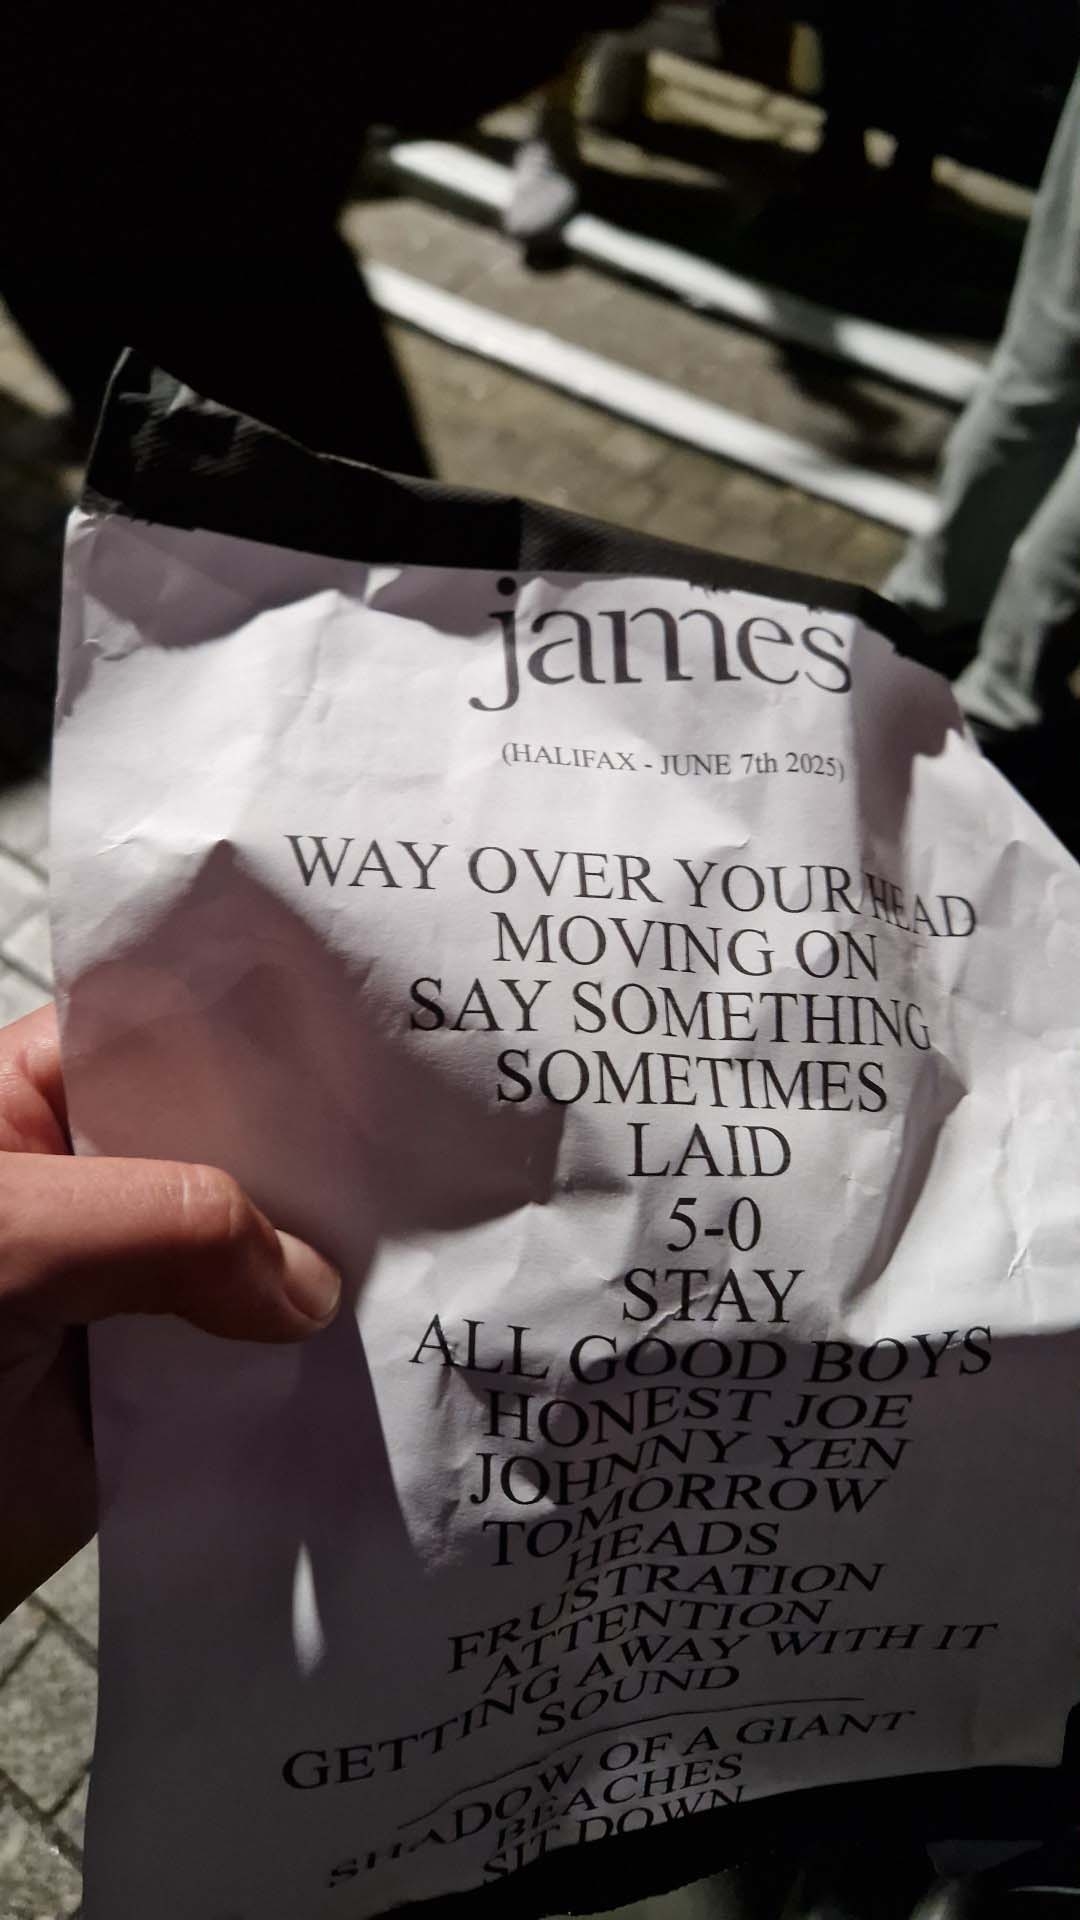 james
(HALIFAX - JUNE 7th 2025)
WAY OVER YOUR HEAD
MOVING ON
SAY SOMETHING
SOMETIMES
LAID
5-0
STAY
ALL GOOD BOYS
HONEST JOE
JOHNNY YEN
TOMORROW
HEADS
FRUSTRATION
ATTENTION
GETTING AWAY WITH IT
SOUND
SHADOW OF A GIANT
BEACHES
SIT DOWN